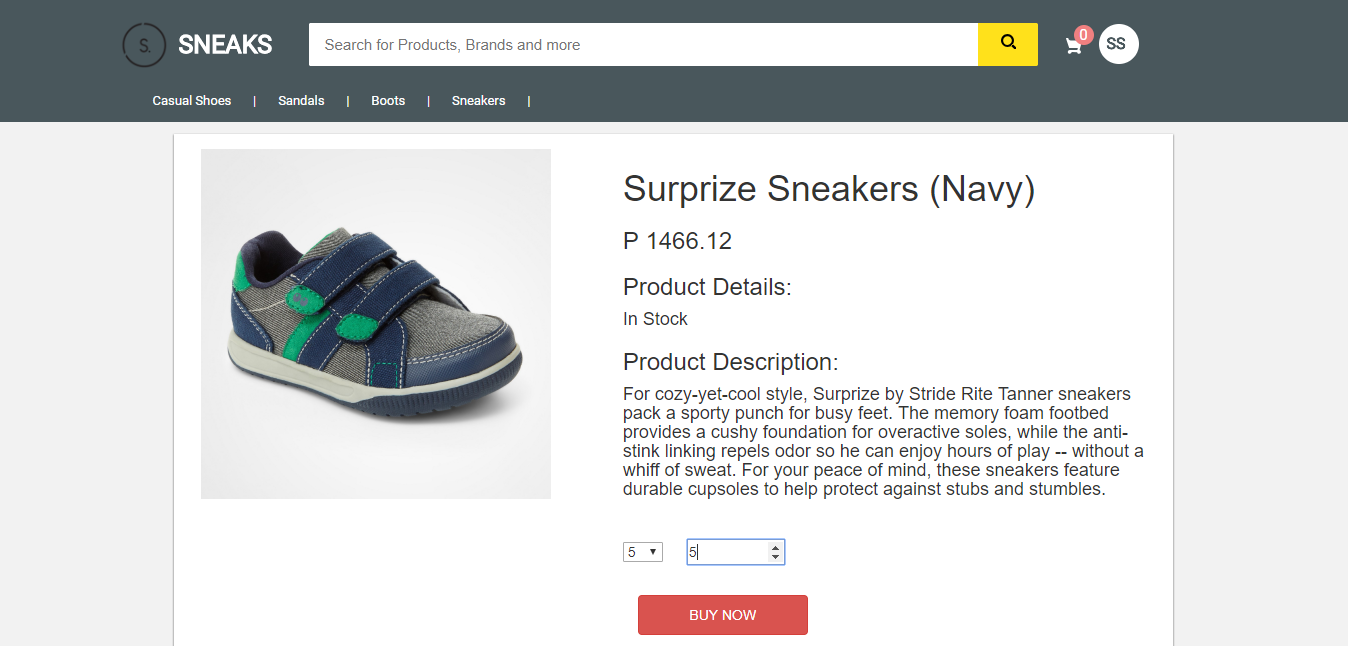 S.
SNEAKS
Search for Products, Brands and more
0
SS
Casual Shoes | Sandals | Boots | Sneakers |
Surprize Sneakers (Navy)
P 1466.12
Product Details:
In Stock
Product Description:
For cozy-yet-cool style, Surprize by Stride Rite Tanner sneakers
pack a sporty punch for busy feet. The memory foam footbed
provides a cushy foundation for overactive soles, while the anti-
stink linking repels odor so he can enjoy hours of play -- without a
whiff of sweat. For your peace of mind, these sneakers feature
durable cupsoles to help protect against stubs and stumbles.
5
5
BUY NOW